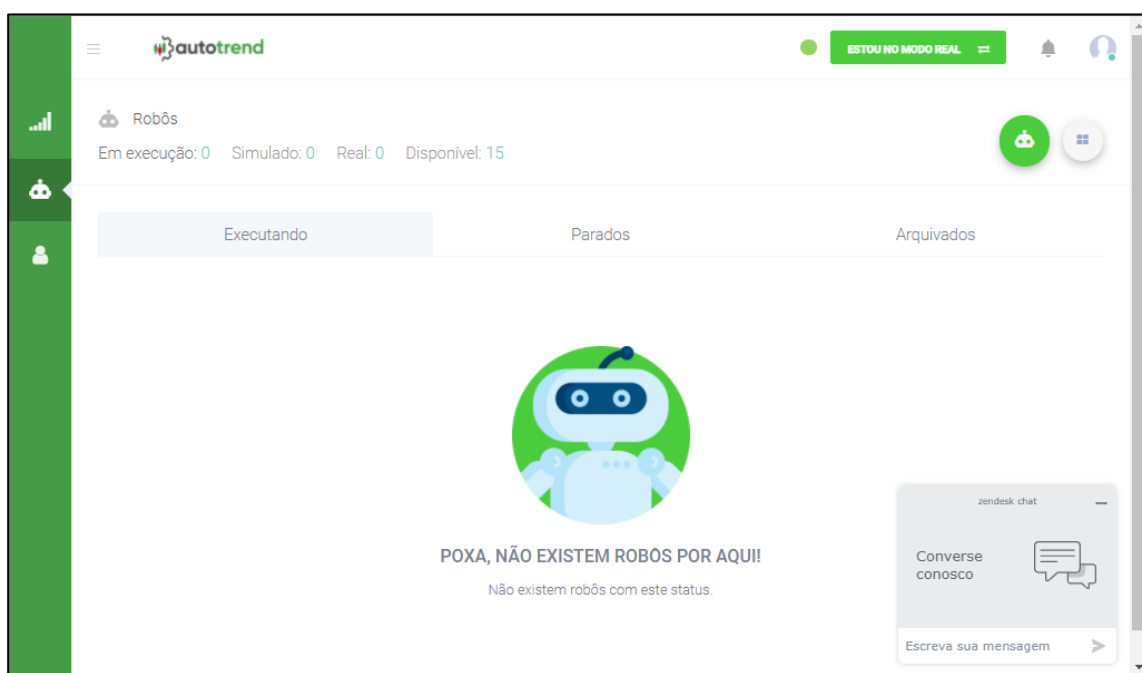 autotrend
ESTOU NO MODO REAL
Robôs
Em execução: 0 Simulado: 0 Real: 0 Disponível: 15
Executando Parados Arquivados
POXA, NÃO EXISTEM ROBÔS POR AQUI!
Não existem robôs com este status.
zendesk chat
Converse
conosco
Escreva sua mensagem